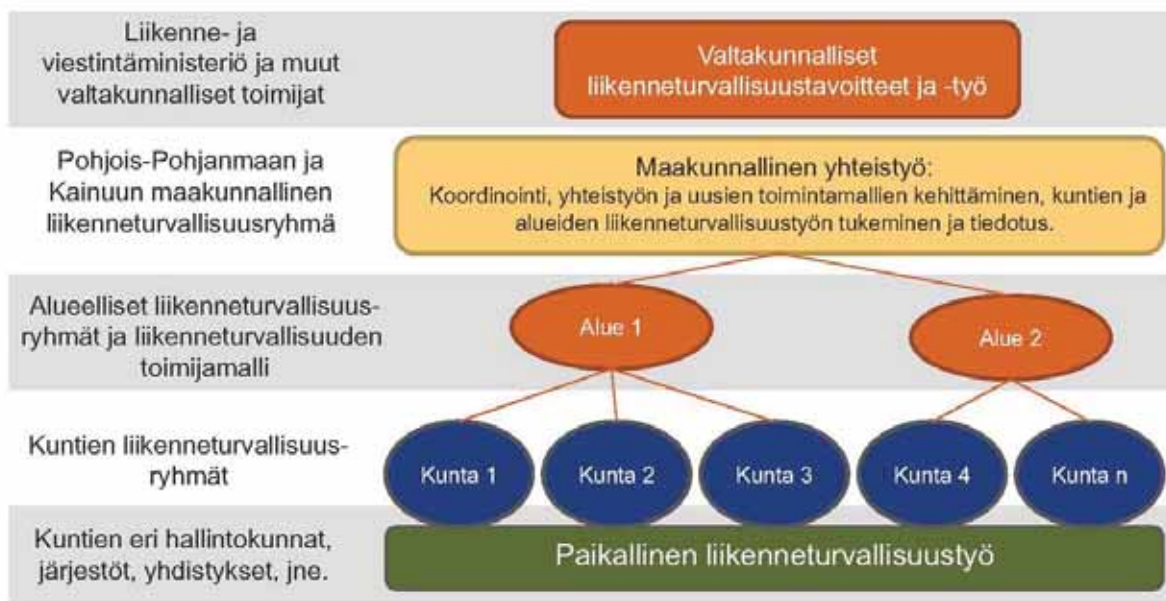 Liikenne- ja
viestintäministeriö ja muut
valtakunnalliset toimijat
Valtakunnalliset
liikenneturvallisuustavoitteet ja -työ
Pohjois-Pohjanmaan ja
Kainuun maakunnallinen
liikenneturvallisuusryhmä
Maakunnallinen yhteistyö:
Koordinointi, yhteistyön ja uusien toimintamallien kehittäminen, kuntien ja
alueiden liikenneturvallisuustyön tukeminen ja tiedotus.
Alueelliset liikenneturvallisuus-
ryhmät ja liikenneturvallisuuden
toimijamalli
Alue 1
Alue 2
Kuntien liikenneturvallisuus-
ryhmät
Kunta 1
Kunta 2
Kunta 3
Kunta 4
Kunta n
Kuntien eri hallintokunnat,
järjestöt, yhdistykset, jne.
Paikallinen liikenneturvallisuustyö